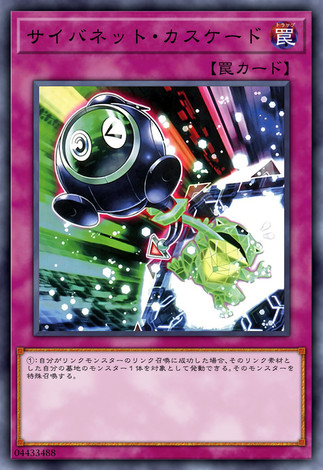 サイバネット・カスケード
トラップ
罠
【罠カード】
①:自分がリンクモンスターのリンク召喚に成功した場合、そのリンク素材と
した自分の墓地のモンスター1体を対象として発動できる。そのモンスターを
特殊召喚する。
04433488